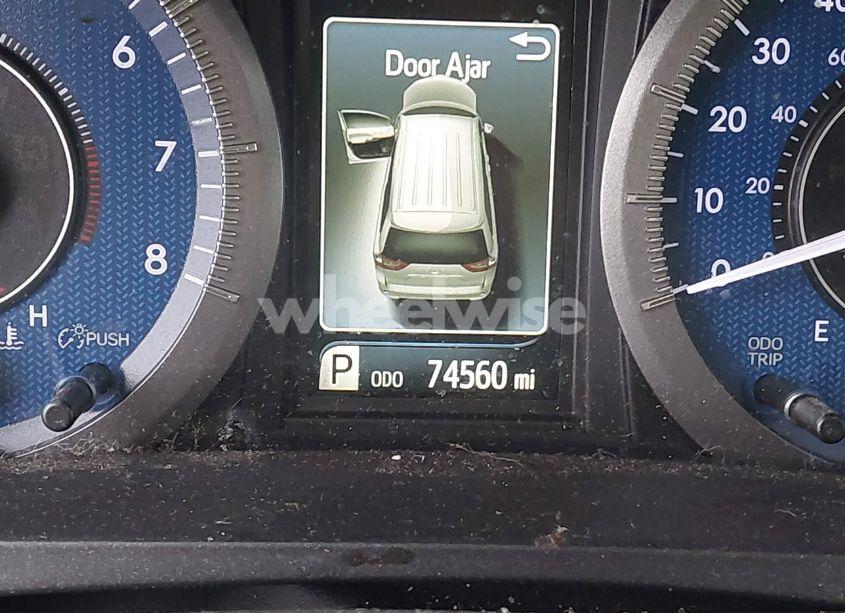 Door Ajar
6
7
8
H
PUSH
P ODO 74560 mi
40
30
20
10
0
60
40
20
E
ODO
TRIP
wheelwise